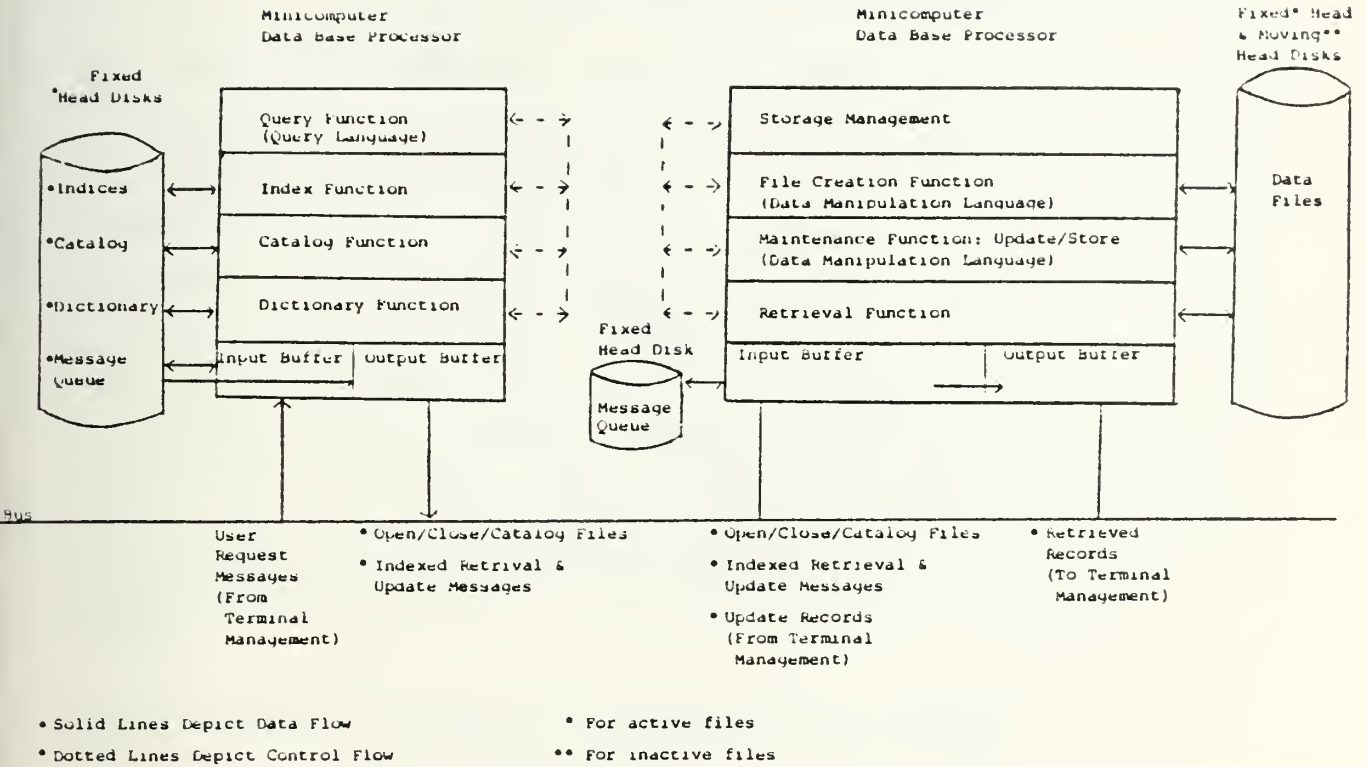 Minicomputer
Data Base Processor
Minicomputer
Data Base Processor
Fixed* Head
& Moving**
Head Disks
Fixed
*Head Disks
Query Function
(Query Language)
Storage Management
•Indices
Index Function
File Creation Function
(Data Manipulation Language)
Data
Files
•Catalog
Catalog Function
Maintenance Function: Update/Store
(Data Manipulation Language)
•Dictionary
Dictionary Function
Retrieval Function
Fixed
Head Disk
•Message
Queue
Input Buffer
Output Buffer
Message
Queue
Input Buffer
Output Buffer
Bus
User
Request
Messages
(From
Terminal
Management)
• Open/Close/Catalog Files
• Indexed Retrival &
Update Messages
• Open/Close/Catalog Files
• Indexed Retrieval &
Update Messages
• Update Records
(From Terminal
Management)
• Retrieved
Records
(To Terminal
Management)
• Solid Lines Depict Data Flow
• Dotted Lines Depict Control Flow
* For active files
** For inactive files